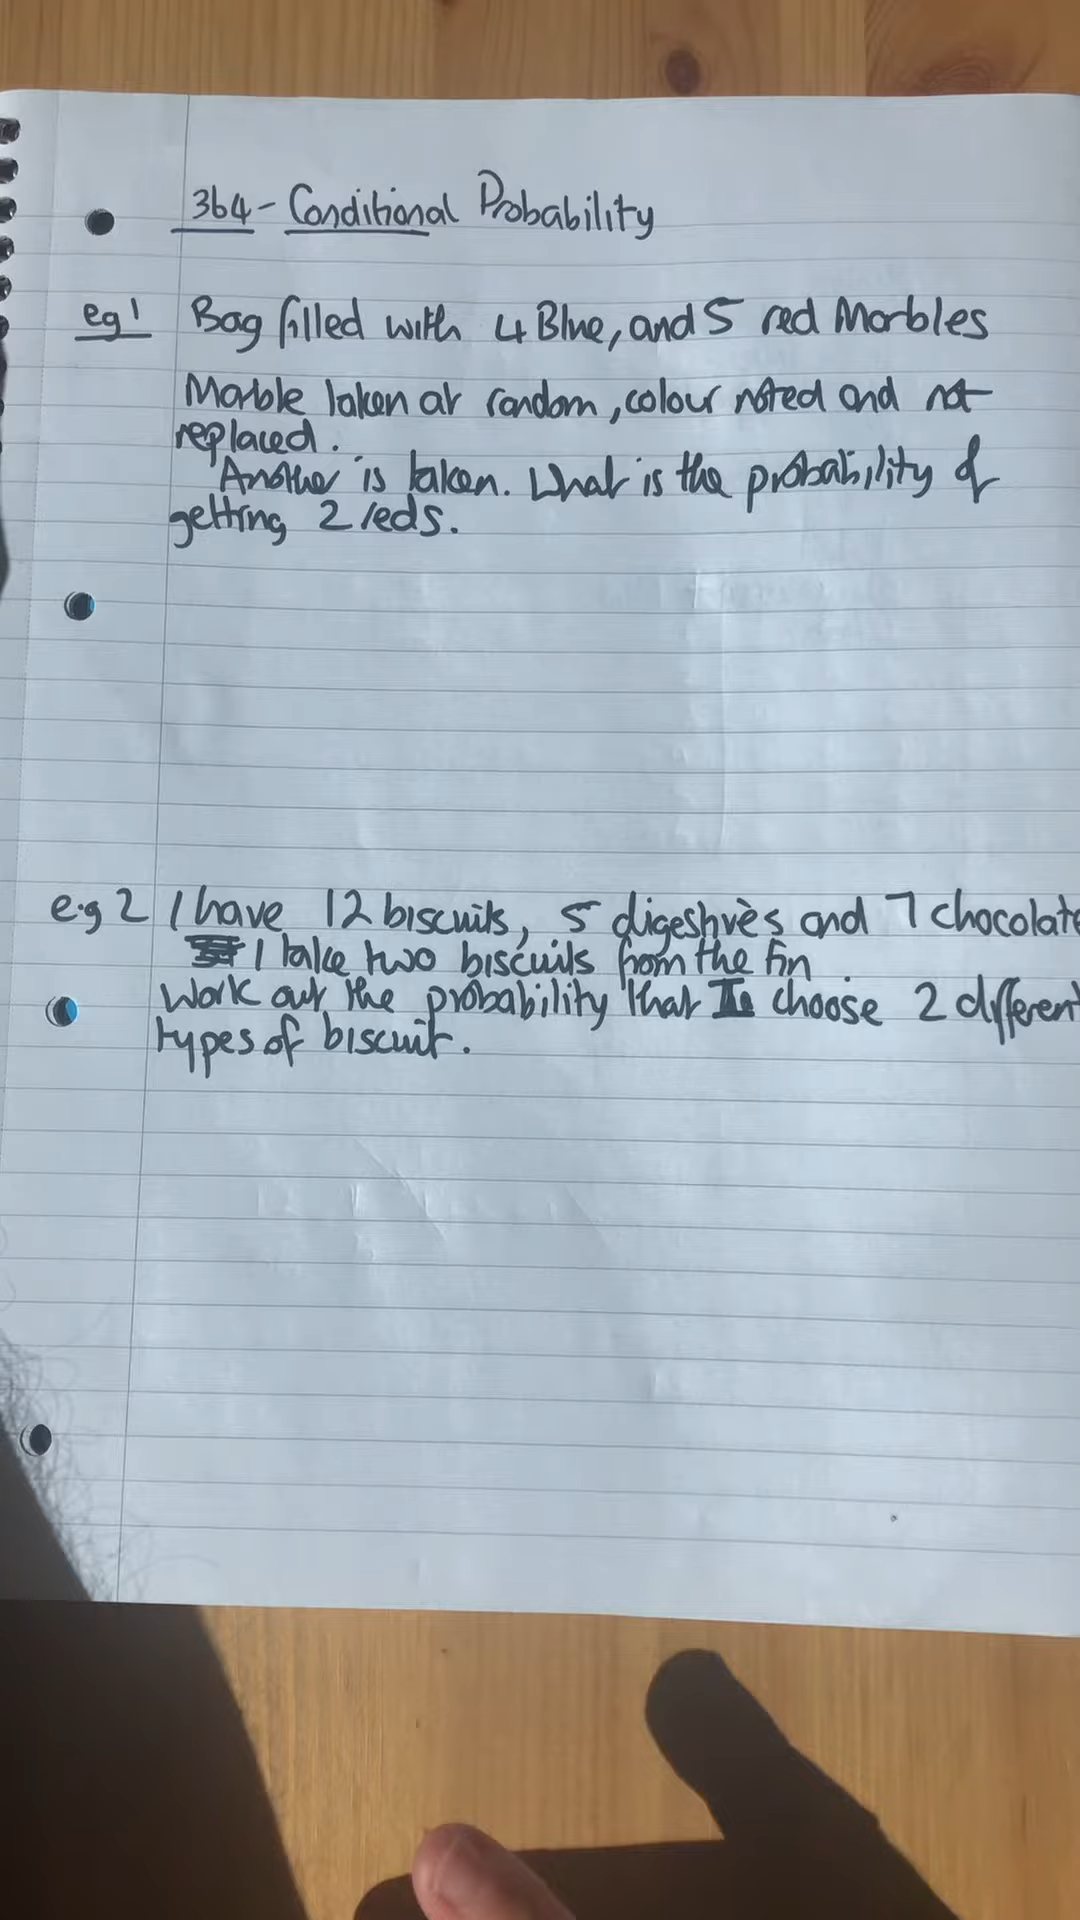 364 - Conditional Probability
eg 1 Bag filled with 4 Blue, and 5 red Marbles
Marble taken at random, colour noted and not
replaced.
Another is taken. What is the probability of
getting 2 reds.
e.g 2 I have 12 biscuits, 5 digestives and 7 chocolate
I take two biscuits from the tin
Work out the probability that I choose 2 different
types of biscuit.